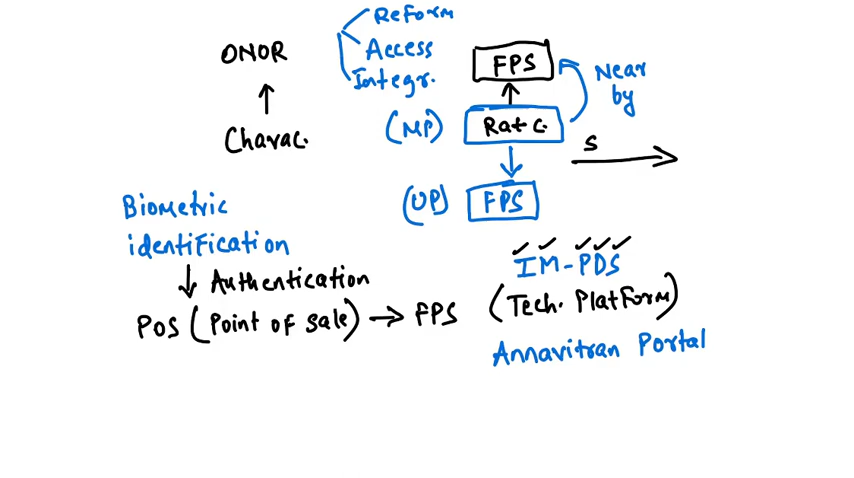 ONOR
Charac.
Reform
Access
Integr.
FPS
Near
by
(MP)
Rat C.
S
(UP)
FPS
Biometric
identification
Authentication
POS (Point of Sale) → FPS
IM-PDS
(Tech. Platform)
Annavitran Portal